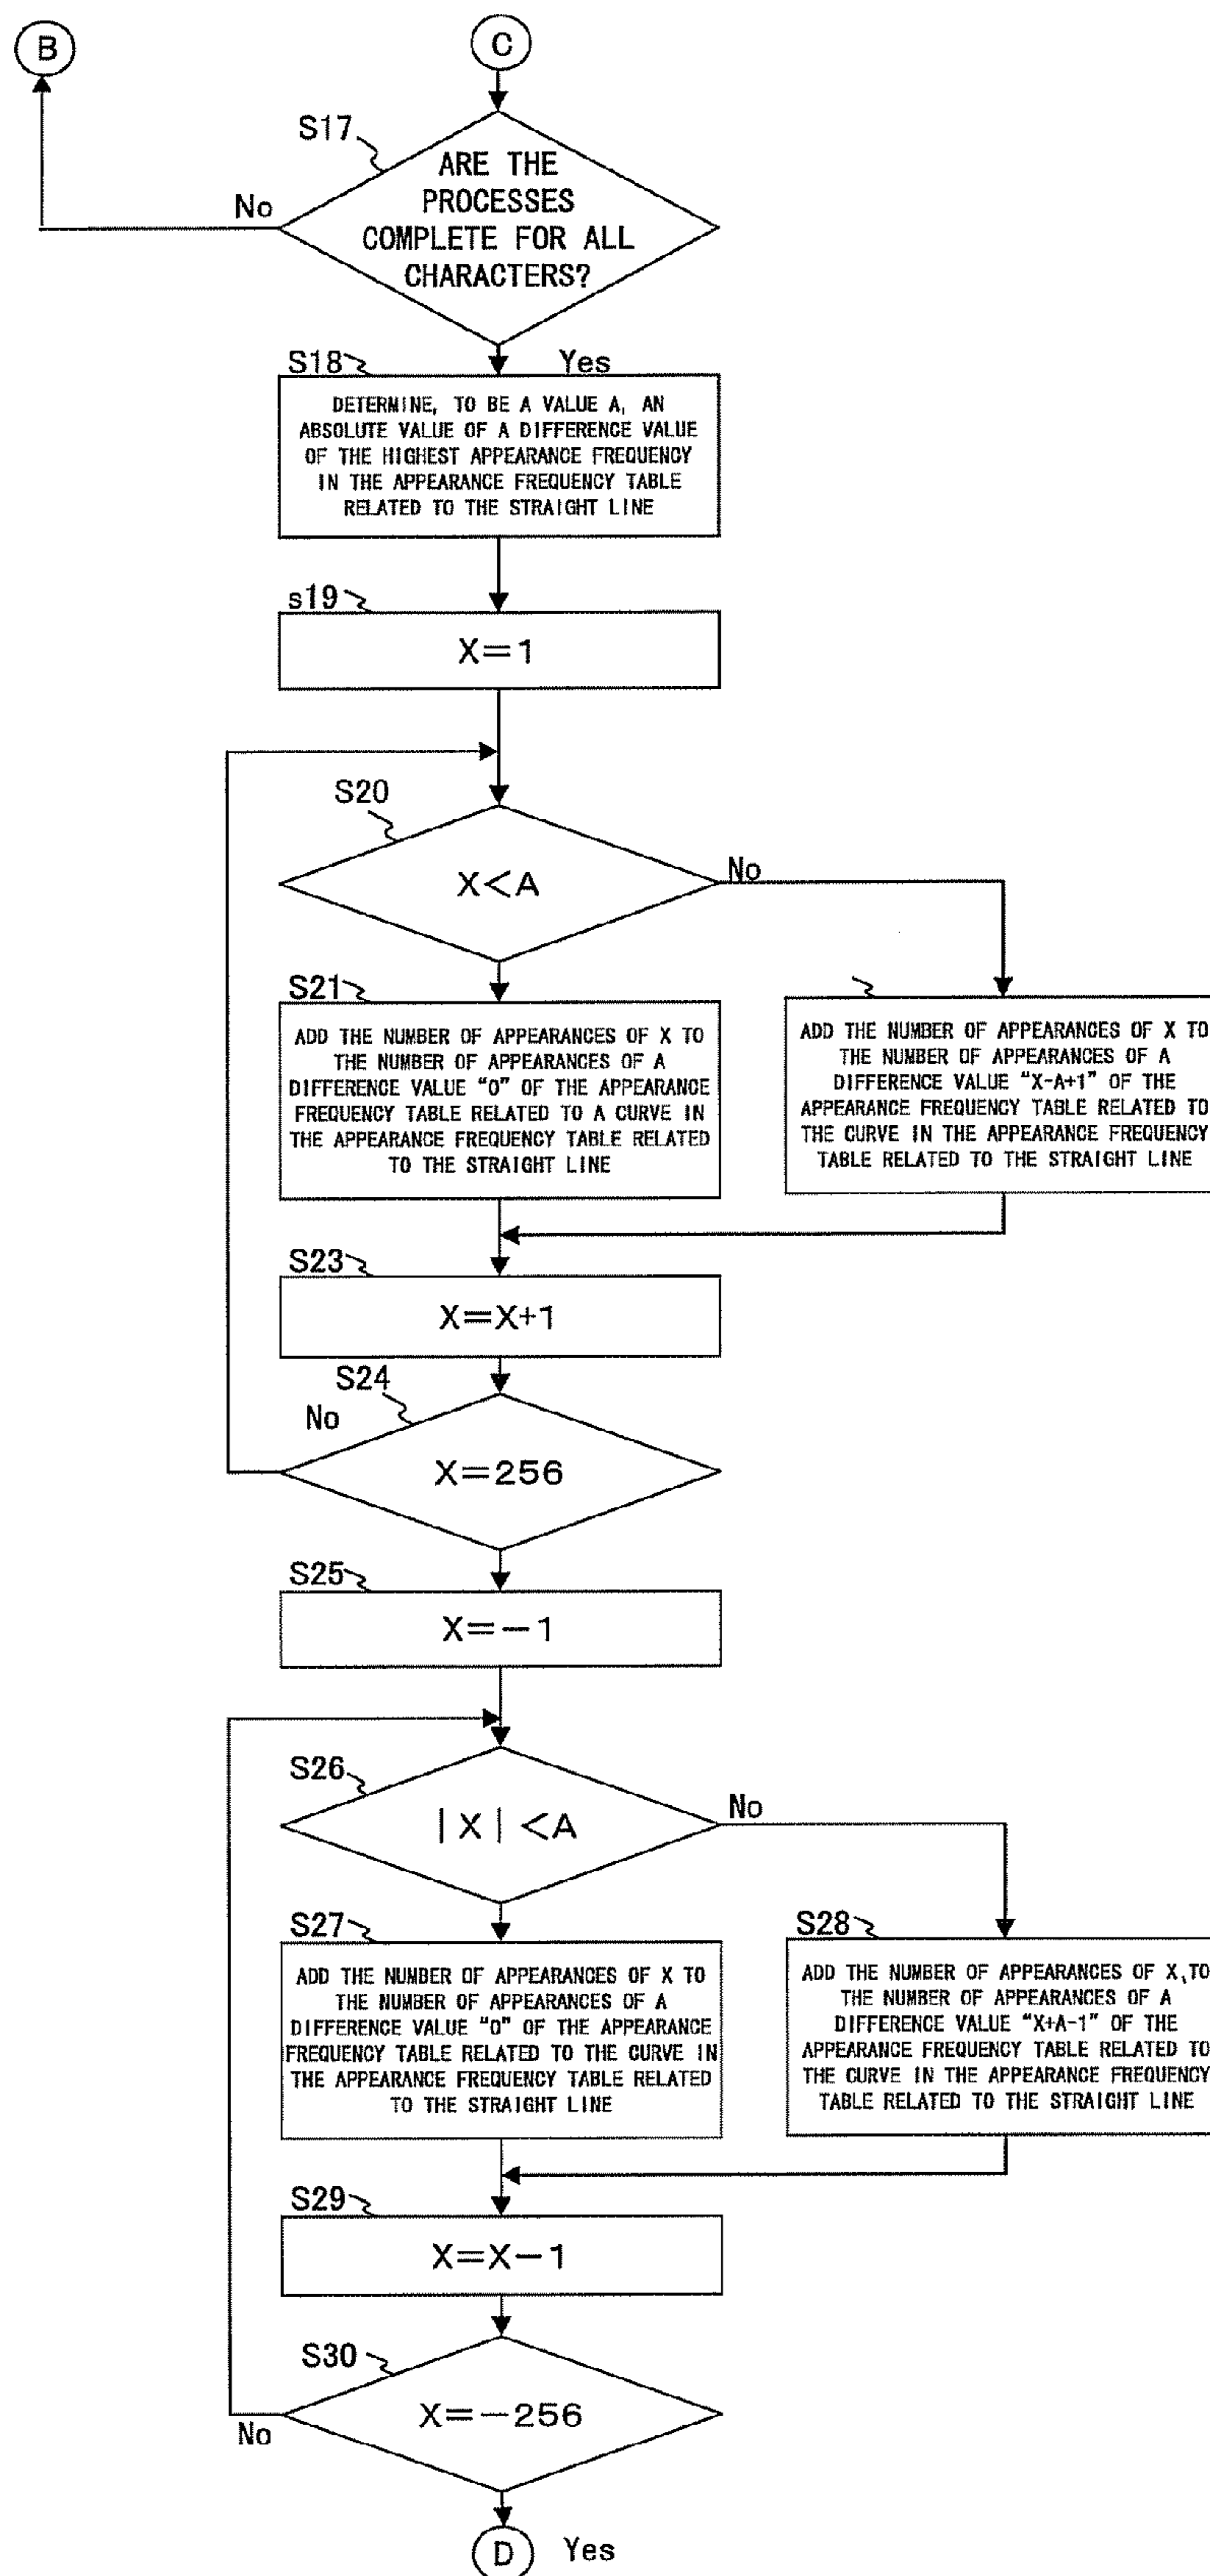 B
C
S17
ARE THE
PROCESSES
COMPLETE FOR ALL
CHARACTERS?
No
S18
Yes
DETERMINE, TO BE A VALUE A, AN
ABSOLUTE VALUE OF A DIFFERENCE VALUE
OF THE HIGHEST APPEARANCE FREQUENCY
IN THE APPEARANCE FREQUENCY TABLE
RELATED TO THE STRAIGHT LINE
s19
X=1
S20
X<A
No
S21
ADD THE NUMBER OF APPEARANCES OF X TO
THE NUMBER OF APPEARANCES OF A
DIFFERENCE VALUE "0" OF THE APPEARANCE
FREQUENCY TABLE RELATED TO A CURVE IN
THE APPEARANCE FREQUENCY TABLE RELATED
TO THE STRAIGHT LINE
ADD THE NUMBER OF APPEARANCES OF X TO
THE NUMBER OF APPEARANCES OF A
DIFFERENCE VALUE "X-A+1" OF THE
APPEARANCE FREQUENCY TABLE RELATED TO
THE CURVE IN THE APPEARANCE FREQUENCY
TABLE RELATED TO THE STRAIGHT LINE
S23
X=X+1
S24
No
X=256
S25
X=-1
S26
|X|<A
No
S27
ADD THE NUMBER OF APPEARANCES OF X TO
THE NUMBER OF APPEARANCES OF A
DIFFERENCE VALUE "0" OF THE APPEARANCE
FREQUENCY TABLE RELATED TO THE CURVE IN
THE APPEARANCE FREQUENCY TABLE RELATED
TO THE STRAIGHT LINE
S28
ADD THE NUMBER OF APPEARANCES OF X TO
THE NUMBER OF APPEARANCES OF A
DIFFERENCE VALUE "X+A-1" OF THE
APPEARANCE FREQUENCY TABLE RELATED TO
THE CURVE IN THE APPEARANCE FREQUENCY
TABLE RELATED TO THE STRAIGHT LINE
S29
X=X-1
S30
X=-256
No
D
Yes